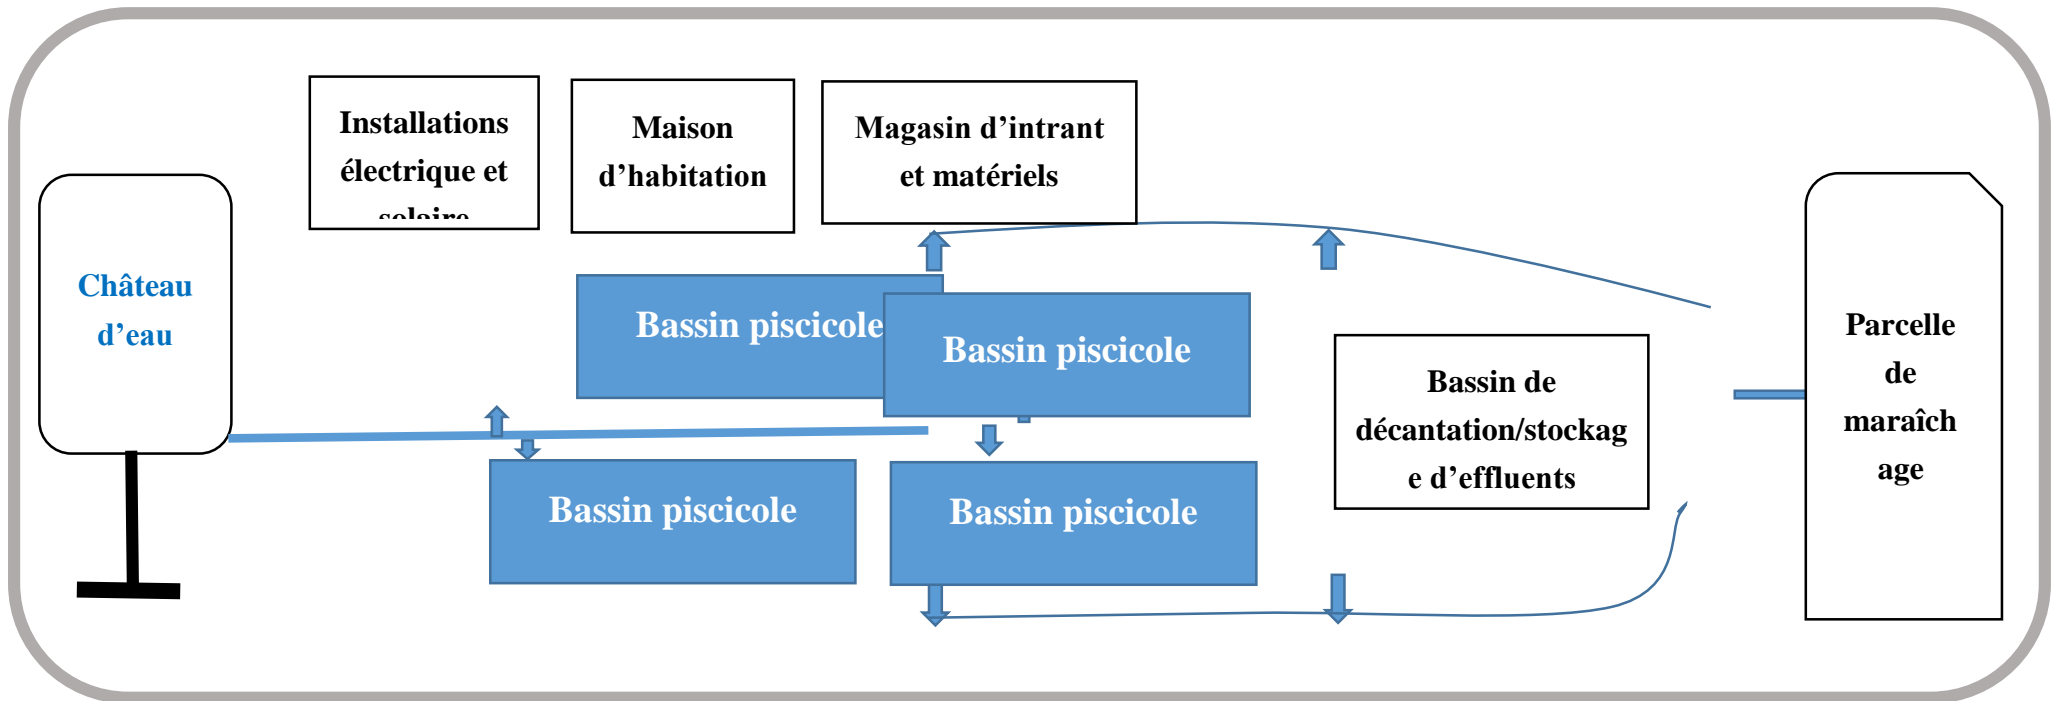 Installations
électrique et
solaire
Maison
d’habitation
Magasin d’intrant
et matériels
Château
d’eau
Bassin piscicole
Bassin piscicole
Bassin piscicole
Bassin piscicole
Bassin de
décantation/stockag
e d’effluents
Parcelle
de
maraîch
age